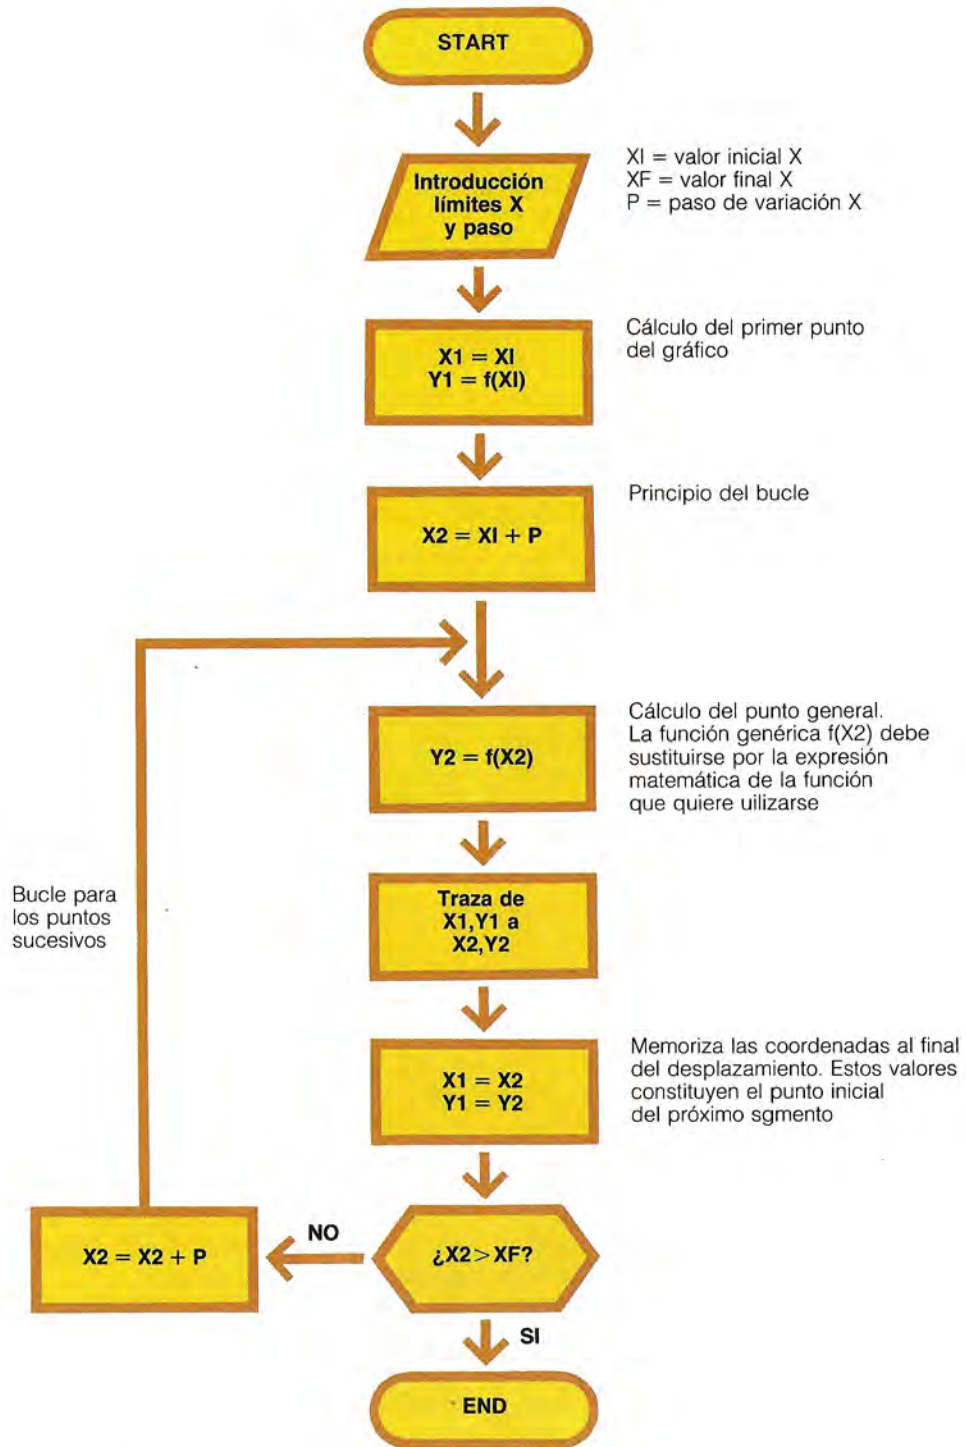 START
Introducción
límites X
y paso
XI = valor inicial X
XF = valor final X
P = paso de variación X
X1 = XI
Y1 = f(XI)
Cálculo del primer punto
del gráfico
X2 = XI + P
Principio del bucle
Y2 = f(X2)
Cálculo del punto general.
La función genérica f(X2) debe
sustituirse por la expresión
matemática de la función
que quiere uilizarse
Bucle para
los puntos
sucesivos
Traza de
X1,Y1 a
X2,Y2
X1 = X2
Y1 = Y2
Memoriza las coordenadas al final
del desplazamiento. Estos valores
constituyen el punto inicial
del próximo sgmento
X2 = X2 + P
NO
¿X2>XF?
SI
END